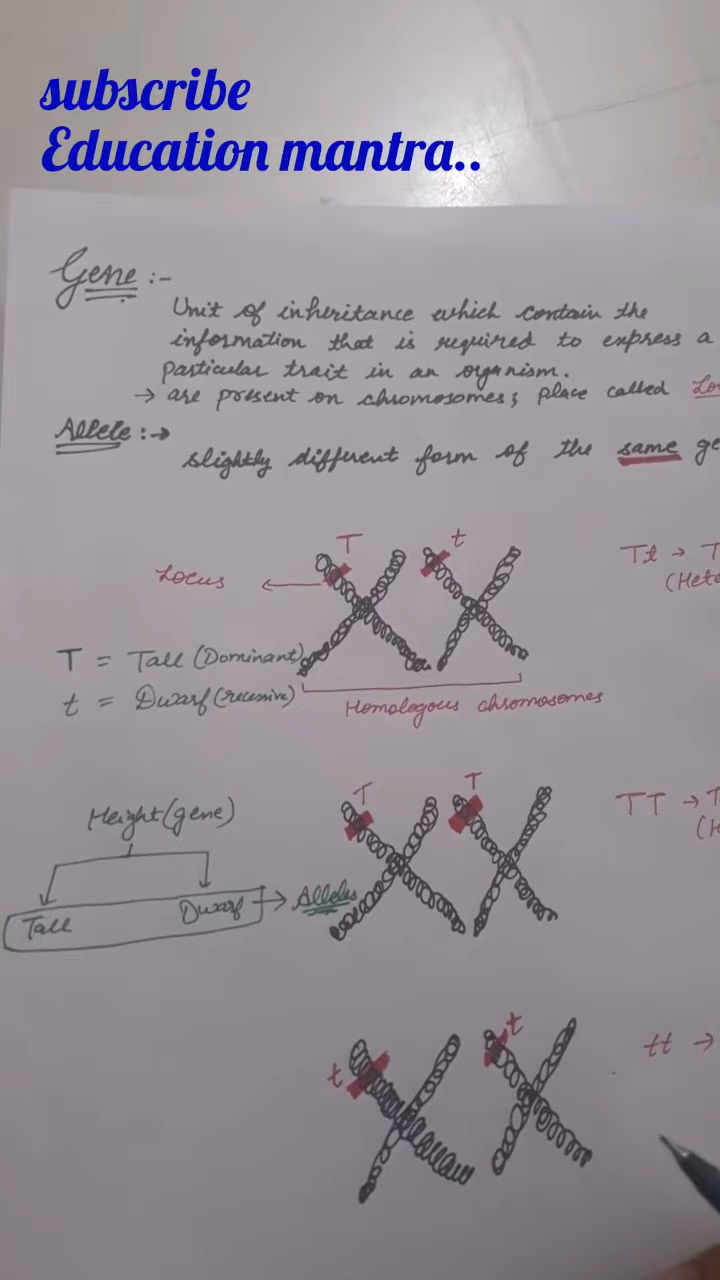 subscribe
Education mantra..
Gene :-
Unit of inheritance which contain the
information that is required to express a
particular trait in an organism.
→ are present on chromosomes; place called
Allele :→
slightly different form of the same
T t
Locus
Tt →
T = Tall (Dominant)
t = Dwarf (recessive)
Homologous chromosomes
T T
TT →
Height (gene)
Tall Dwarf → Alleles
t t
tt →